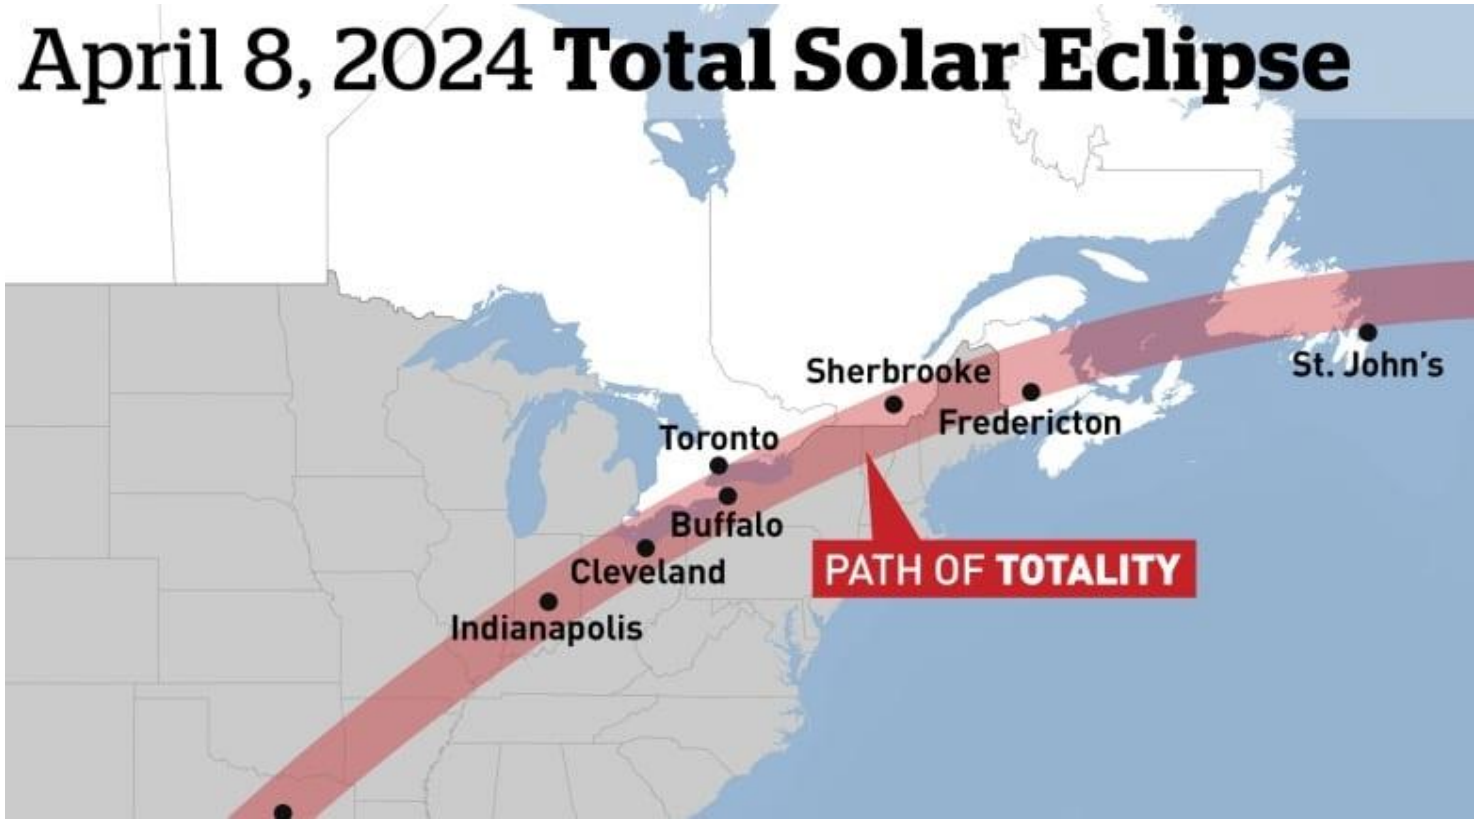 April 8, 2024 Total Solar Eclipse
St. John's
Sherbrooke
Fredericton
Toronto
Buffalo
Cleveland
PATH OF TOTALITY
Indianapolis